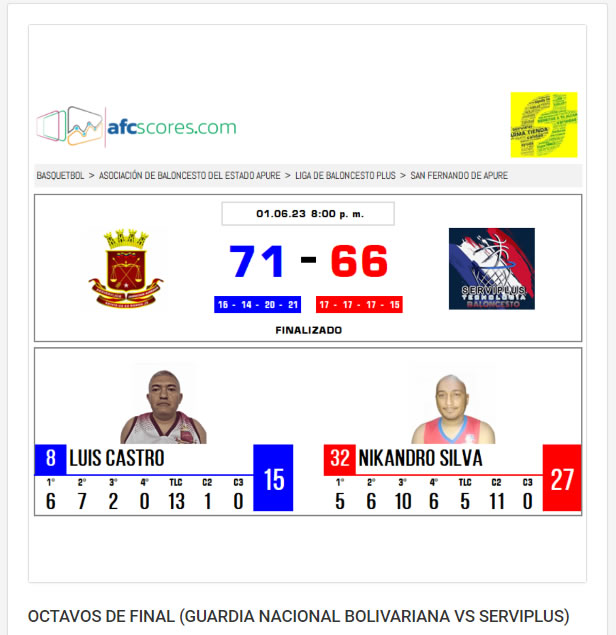 afcscores.com
ARMA TIENDA
BASQUETBOL > ASOCIACIÓN DE BALONCESTO DEL ESTADO APURE > LIGA DE BALONCESTO PLUS > SAN FERNANDO DE APURE
01.06.23 8:00 p. m.
71 - 66
SERVIPLUS
TECNOLOGIA
BALONCESTO
16 - 14 - 20 - 21
17 - 17 - 17 - 15
FINALIZADO
8 LUIS CASTRO
1° 2° 3° 4° TLC C2 C3
6 7 2 0 13 1 0
15
32 NIKANDRO SILVA
1° 2° 3° 4° TLC C2 C3
5 6 10 6 5 11 0
27
OCTAVOS DE FINAL (GUARDIA NACIONAL BOLIVARIANA VS SERVIPLUS)